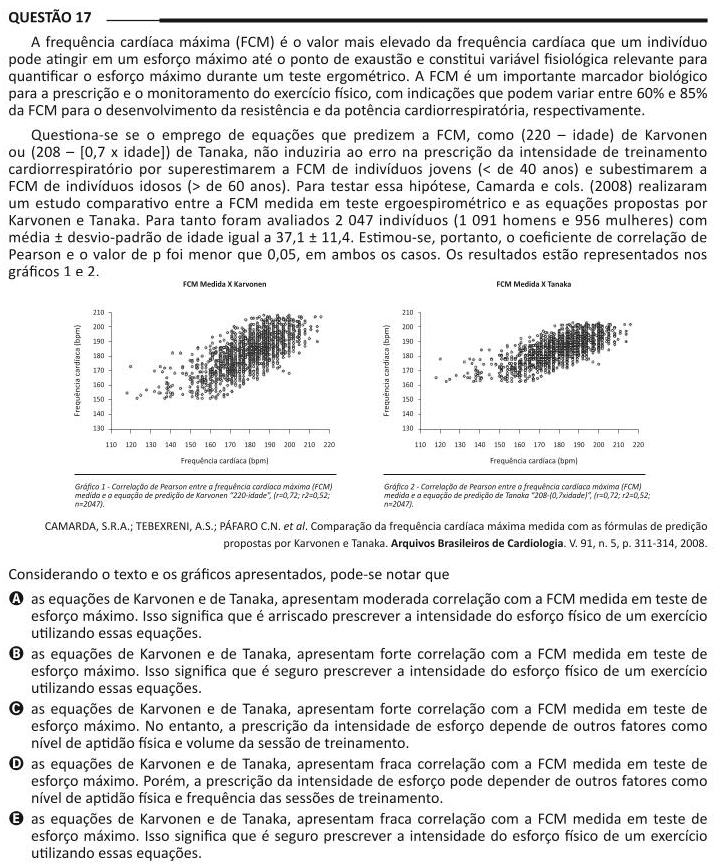 QUESTÃO 17
A frequência cardíaca máxima (FCM) é o valor mais elevado da frequência cardíaca que um indivíduo
pode atingir em um esforço máximo até o ponto de exaustão e constitui variável fisiológica relevante para
quantificar o esforço máximo durante um teste ergométrico. A FCM é um importante marcador biológico
para a prescrição e o monitoramento do exercício físico, com indicações que podem variar entre 60% e 85%
da FCM para o desenvolvimento da resistência e da potência cardiorrespiratória, respectivamente.
Questiona-se se o emprego de equações que predizem a FCM, como (220 – idade) de Karvonen
ou (208 – [0,7 x idade]) de Tanaka, não induziria ao erro na prescrição da intensidade de treinamento
cardiorrespiratório por superestimarem a FCM de indivíduos jovens (< de 40 anos) e subestimarem a
FCM de indivíduos idosos (> de 60 anos). Para testar essa hipótese, Camarda e cols. (2008) realizaram
um estudo comparativo entre a FCM medida em teste ergoespirométrico e as equações propostas por
Karvonen e Tanaka. Para tanto foram avaliados 2 047 indivíduos (1 091 homens e 956 mulheres) com
média ± desvio-padrão de idade igual a 37,1 ± 11,4. Estimou-se, portanto, o coeficiente de correlação de
Pearson e o valor de p foi menor que 0,05, em ambos os casos. Os resultados estão representados nos
gráficos 1 e 2.
FCM Medida X Karvonen
Frequência cardíaca (bpm)
210
200
190
180
170
160
150
140
130
110 120 130 140 150 160 170 180 190 200 210 220
Frequência cardíaca (bpm)
Gráfico 1 - Correlação de Pearson entre a frequência cardíaca máxima (FCM)
medida e a equação de predição de Karvonen "220-idade", (r=0,72; r2=0,52;
n=2047).
FCM Medida X Tanaka
Frequência cardíaca (bpm)
210
200
190
180
170
160
150
140
130
110 120 130 140 150 160 170 180 190 200 210 220
Frequência cardíaca (bpm)
Gráfico 2 - Correlação de Pearson entre a frequência cardíaca máxima (FCM)
medida e a equação de predição de Tanaka "208-(0,7xidade)", (r=0,72; r2=0,52;
n=2047).
CAMARDA, S.R.A.; TEBEXRENI, A.S.; PÁFARO C.N. et al. Comparação da frequência cardíaca máxima medida com as fórmulas de predição
propostas por Karvonen e Tanaka. Arquivos Brasileiros de Cardiologia. V. 91, n. 5, p. 311-314, 2008.
Considerando o texto e os gráficos apresentados, pode-se notar que
A as equações de Karvonen e de Tanaka, apresentam moderada correlação com a FCM medida em teste de
esforço máximo. Isso significa que é arriscado prescrever a intensidade do esforço físico de um exercício
utilizando essas equações.
B as equações de Karvonen e de Tanaka, apresentam forte correlação com a FCM medida em teste de
esforço máximo. Isso significa que é seguro prescrever a intensidade do esforço físico de um exercício
utilizando essas equações.
C as equações de Karvonen e de Tanaka, apresentam forte correlação com a FCM medida em teste de
esforço máximo. No entanto, a prescrição da intensidade de esforço depende de outros fatores como
nível de aptidão física e volume da sessão de treinamento.
D as equações de Karvonen e de Tanaka, apresentam fraca correlação com a FCM medida em teste de
esforço máximo. Porém, a prescrição da intensidade de esforço pode depender de outros fatores como
nível de aptidão física e frequência das sessões de treinamento.
E as equações de Karvonen e de Tanaka, apresentam fraca correlação com a FCM medida em teste de
esforço máximo. Isso significa que é seguro prescrever a intensidade do esforço físico de um exercício
utilizando essas equações.